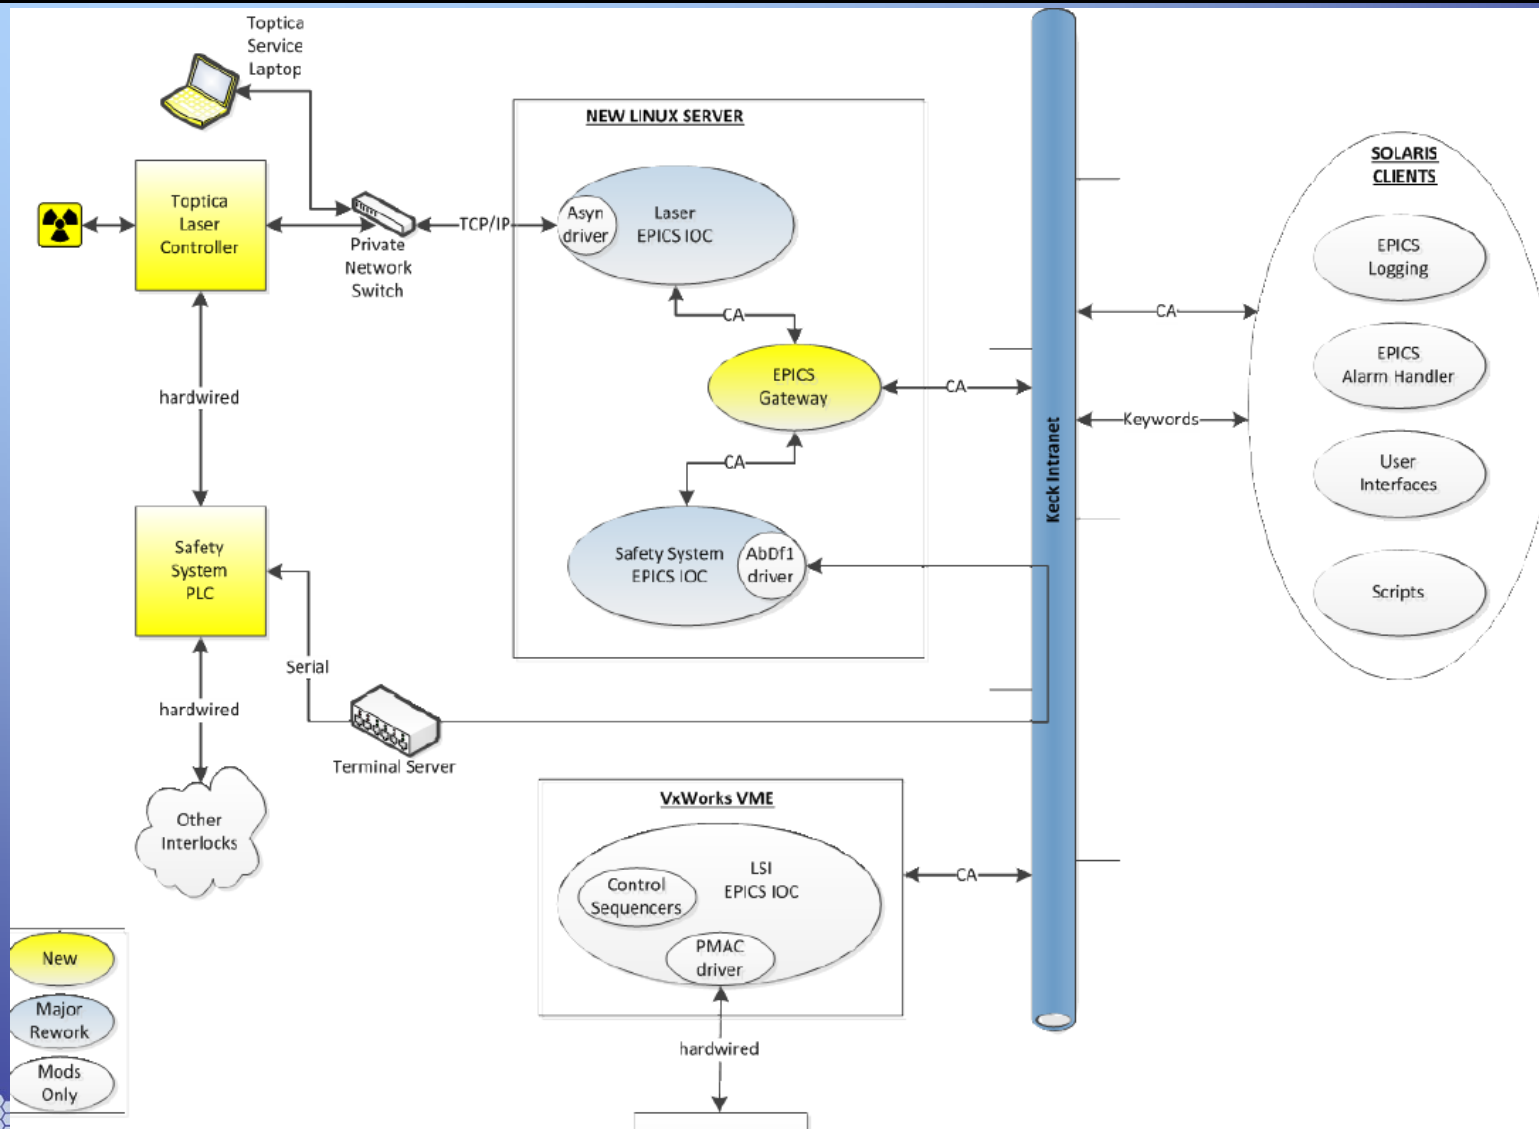 Toptica
Service
Laptop
NEW LINUX SERVER
SOLARIS
CLIENTS
Toptica
Laser
Controller
Private
Network
Switch
TCP/IP
Asyn
driver
Laser
EPICS IOC
EPICS
Logging
CA
CA
EPICS
Alarm Handler
hardwired
EPICS
Gateway
CA
Keywords
Keck Intranet
CA
User
Interfaces
Safety
System
PLC
Safety System
EPICS IOC
AbDf1
driver
Scripts
Serial
hardwired
Terminal Server
Other
Interlocks
VxWorks VME
LSI
EPICS IOC
Control
Sequencers
CA
PMAC
driver
hardwired
New
Major
Rework
Mods
Only